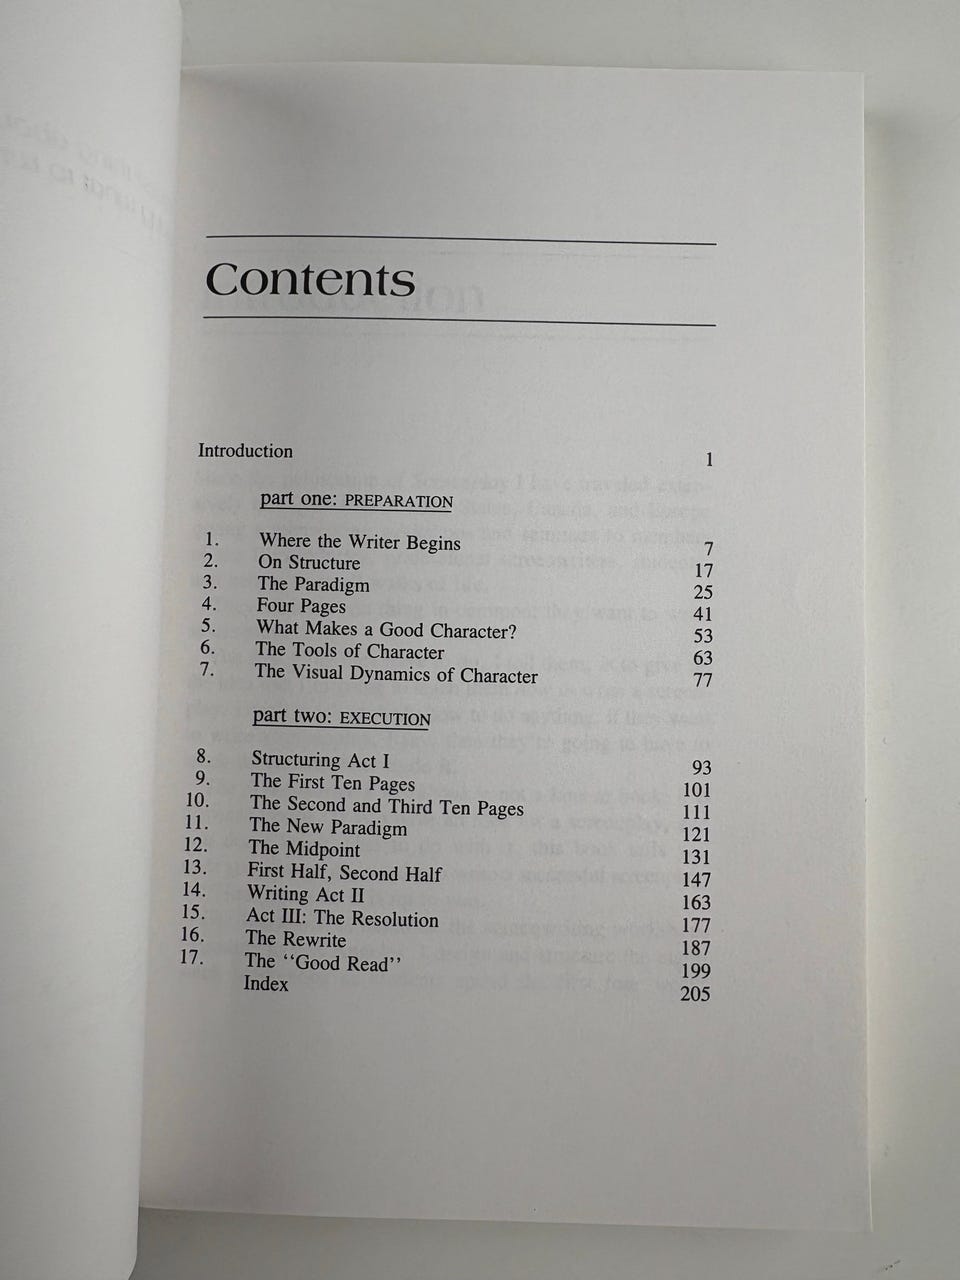 Contents
Introduction 1
part one: PREPARATION
1. Where the Writer Begins 7
2. On Structure 17
3. The Paradigm 25
4. Four Pages 41
5. What Makes a Good Character? 53
6. The Tools of Character 63
7. The Visual Dynamics of Character 77
part two: EXECUTION
8. Structuring Act I 93
9. The First Ten Pages 101
10. The Second and Third Ten Pages 111
11. The New Paradigm 121
12. The Midpoint 131
13. First Half, Second Half 147
14. Writing Act II 163
15. Act III: The Resolution 177
16. The Rewrite 187
17. The ‘‘Good Read’’ 199
Index 205